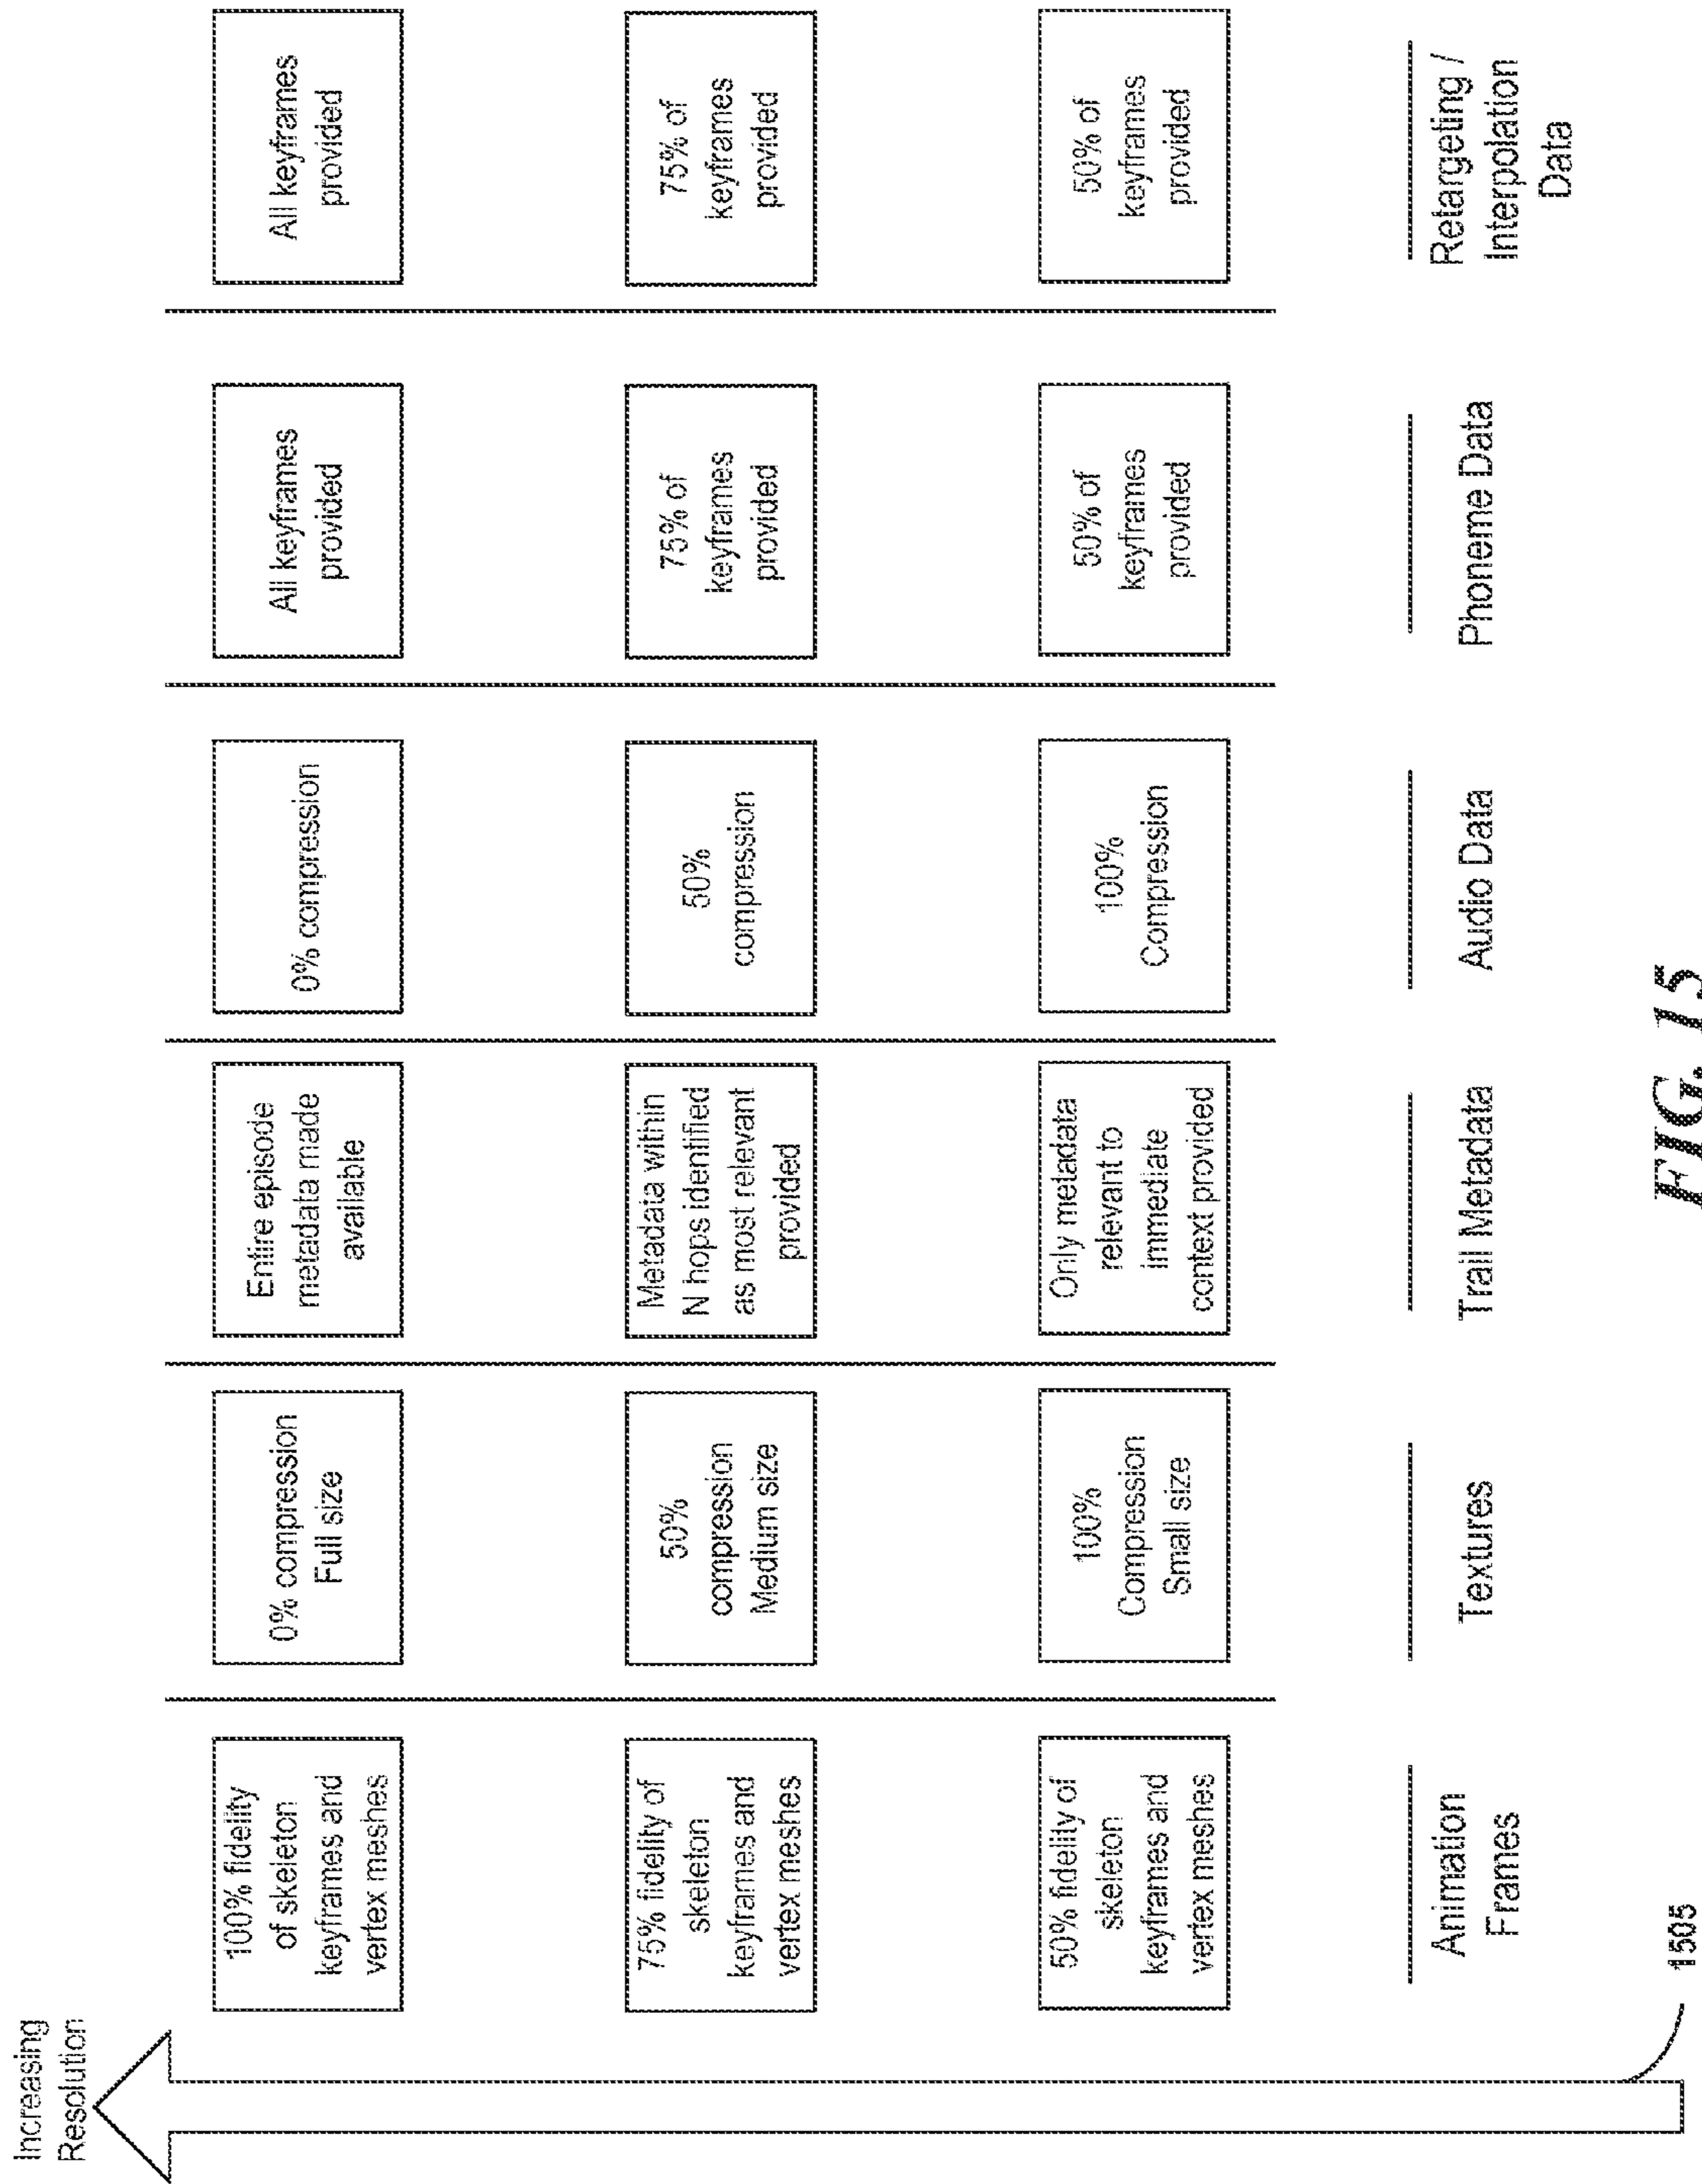 Increasing
Resolution
100% fidelity
of skeleton
keyframes and
vertex meshes
0% compression
Full size
Entire episode
metadata made
available
0% compression
All keyframes
provided
All keyframes
provided
75% fidelity of
skeleton
keyframes and
vertex meshes
50%
compression
Medium size
Metadata within
N hops identified
as most relevant
provided
50%
compression
75% of
keyframes
provided
75% of
keyframes
provided
50% fidelity of
skeleton
keyframes and
vertex meshes
100%
Compression
Small size
Only metadata
relevant to
immediate
context provided
100%
Compression
50% of
keyframes
provided
50% of
keyframes
provided
Animation
Frames
Textures
Trail Metadata
Audio Data
Phoneme Data
Retargeting /
Interpolation
Data
1505
FIG. 15